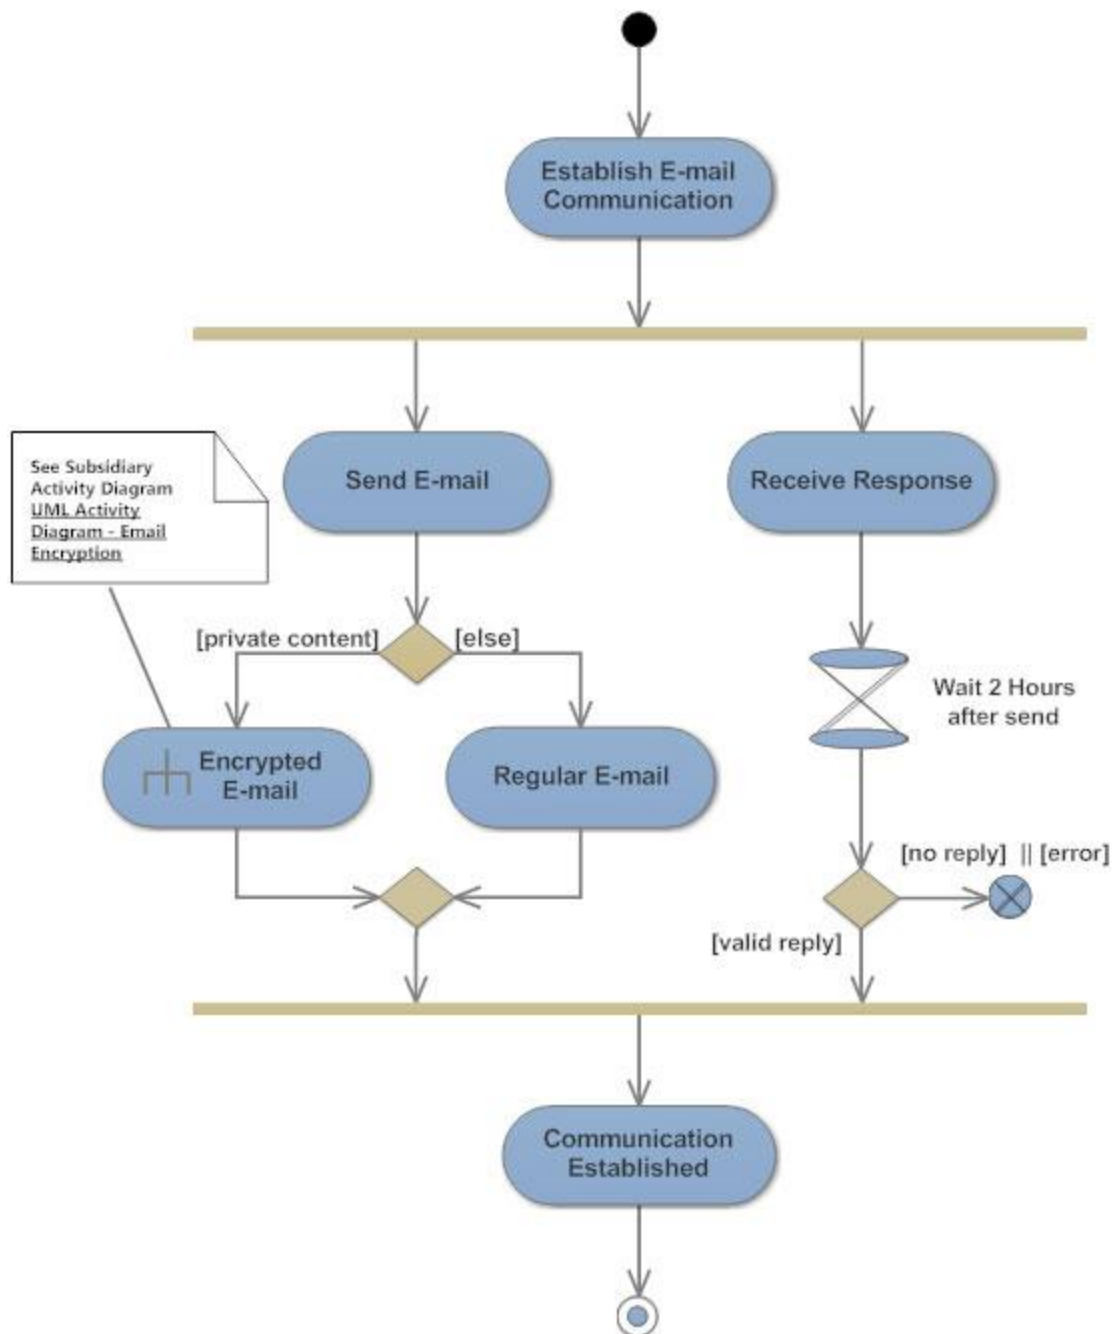 Establish E-mail
Communication
See Subsidiary
Activity Diagram
UML Activity
Diagram - Email
Encryption
Send E-mail
Receive Response
[private content]
[else]
Wait 2 Hours
after send
Encrypted
E-mail
Regular E-mail
[no reply] || [error]
[valid reply]
Communication
Established